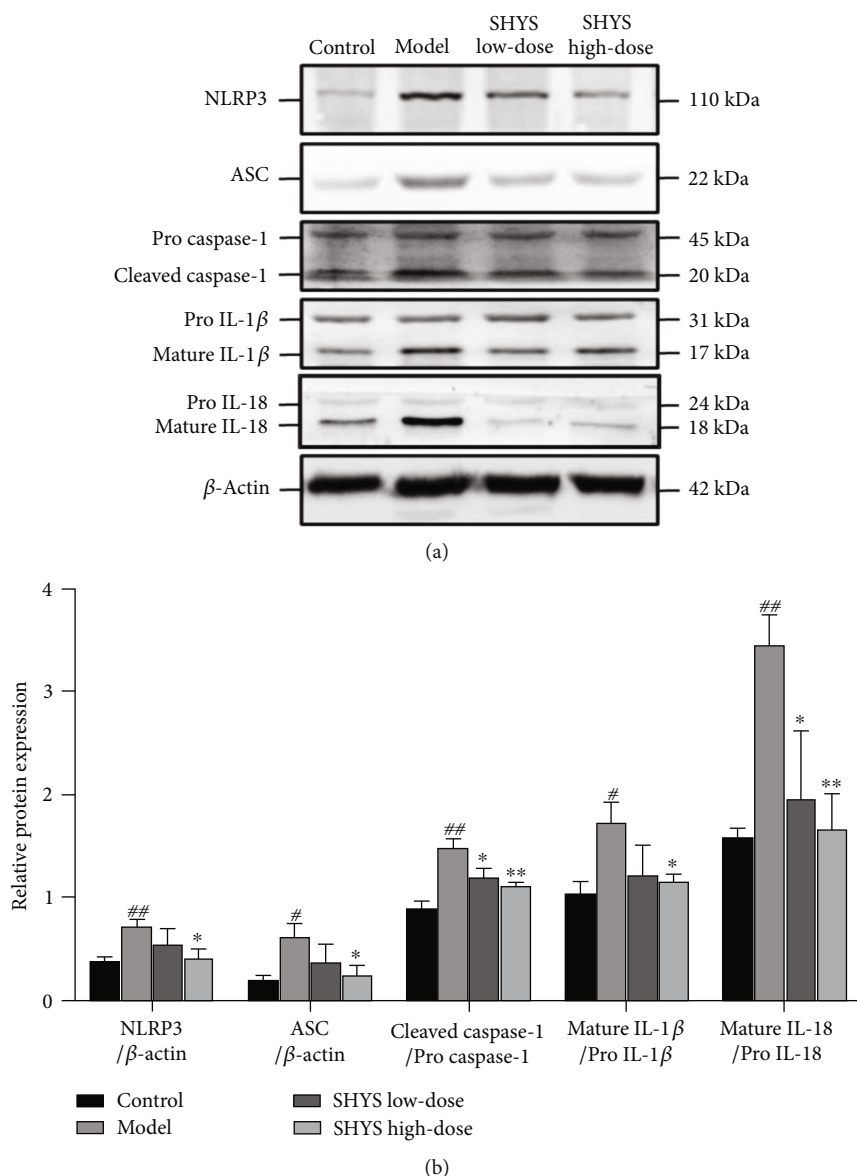 Control Model SHYS low-dose SHYS high-dose
NLRP3 110 kDa
ASC 22 kDa
Pro caspase-1 45 kDa
Cleaved caspase-1 20 kDa
Pro IL-1β 31 kDa
Mature IL-1β 17 kDa
Pro IL-18 24 kDa
Mature IL-18 18 kDa
β-Actin 42 kDa
(a)
Relative protein expression
4
3
2
1
0
## *
# *
## * **
# *
## * **
NLRP3
/β-actin
ASC
/β-actin
Cleaved caspase-1
/Pro caspase-1
Mature IL-1β
/Pro IL-1β
Mature IL-18
/Pro IL-18
Control
Model
SHYS low-dose
SHYS high-dose
(b)